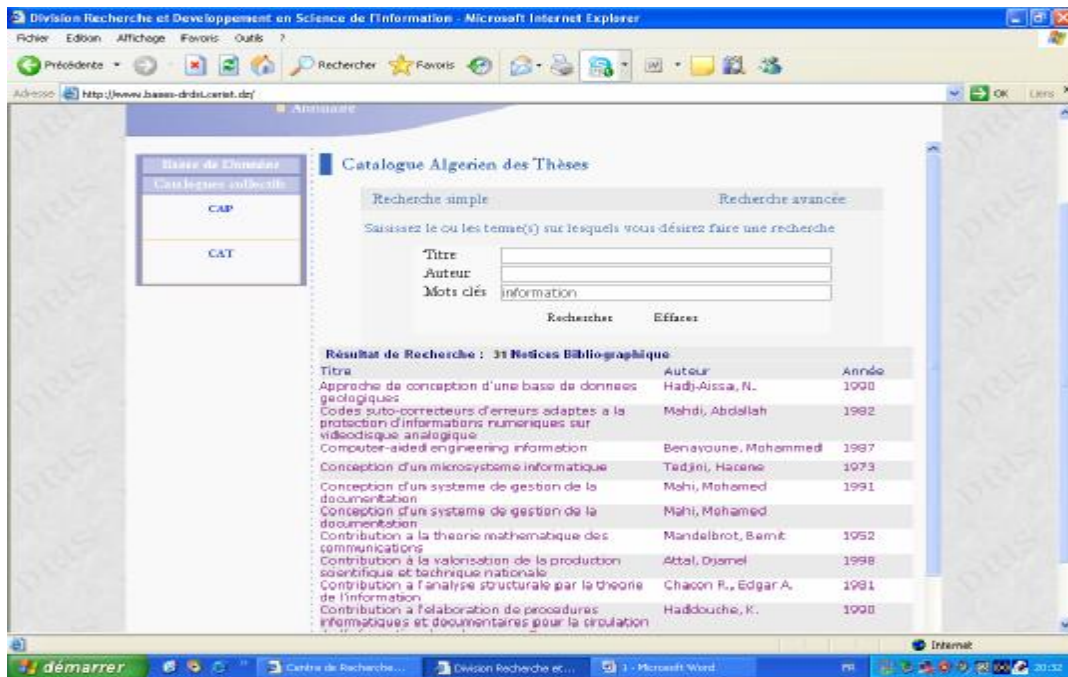 Division Recherche et Developpement en Science de l'Information - Microsoft Internet Explorer
Fichier Edition Affichage Favoris Outils ?
Précédente Rechercher Favoris
Adresse http://www.bases-drdsi.cerist.dz/ OK Liens
Annuaire
Bases de Données
Catalogues collectifs
CAP
CAT
Catalogue Algerien des Thèses
Recherche simple Recherche avancée
Saisissez le ou les terme(s) sur lesquels vous désirez faire une recherche
Titre
Auteur
Mots clés information
Rechercher Effacer
Résultat de Recherche : 31 Notices Bibliographique
Titre Auteur Année
Approche de conception d'une base de donnees Hadj-Aissa, N. 1990
geologiques
Codes auto-correcteurs d'erreurs adaptes a la Mahdi, Abdallah 1982
protection d'informations numeriques sur
videodisque analogique
Computer-aided engineering information Benayoune, Mohammed 1987
Conception d'un microsysteme informatique Tedjini, Hacene 1973
Conception d'un systeme de gestion de la Mahi, Mohamed 1991
documentation
Conception d'un systeme de gestion de la Mahi, Mohamed
documentation
Contribution a la theorie mathematique des Mandelbrot, Bernit 1952
communications
Contribution à la valorisation de la production Attal, Djamel 1998
scientifique et technique nationale
Contribution a l'analyse structurale par la theorie Chacon R., Edgar A. 1981
de l'information
Contribution a l'elaboration de procedures Haddouche, K. 1990
informatiques et documentaires pour la circulation
Internet
démarrer Centre de Recherche... Division Recherche et... 1 - Microsoft Word FR 20:32